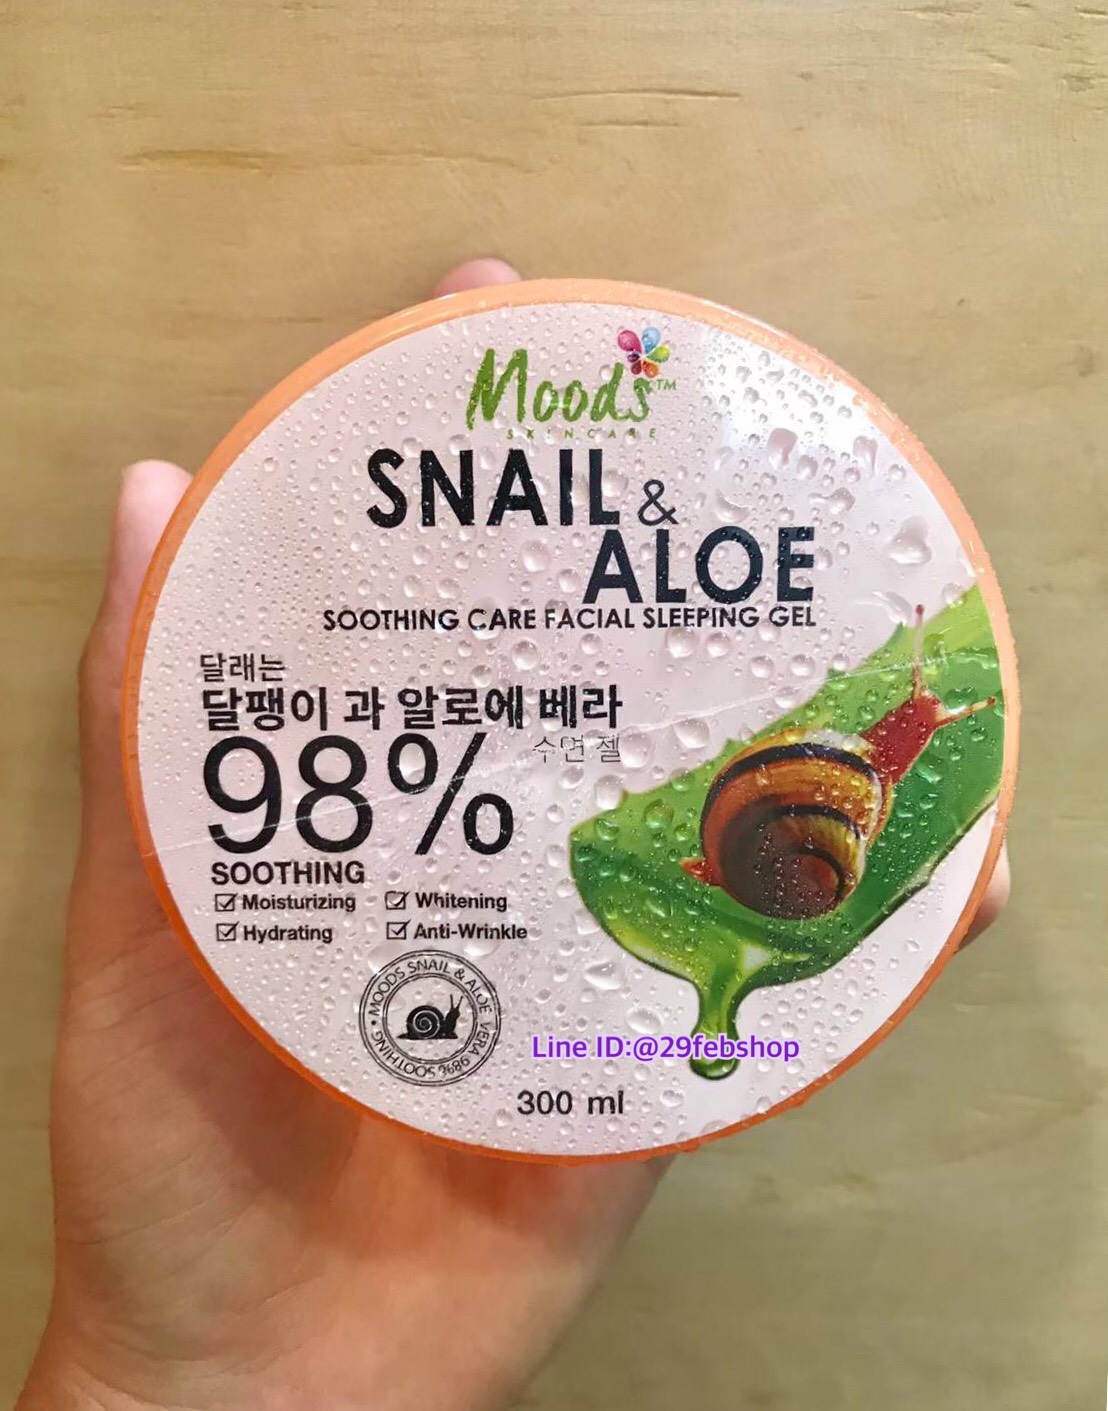 Moods™
SKINCARE
SNAIL &
ALOE
SOOTHING CARE FACIAL SLEEPING GEL
달래는
달팽이 과 알로에 베라
98% 수면 젤
SOOTHING
Moisturizing Whitening
Hydrating Anti-Wrinkle
MOODS SNAIL & ALOE VERA 98% SOOTHING •
Line ID:@29febshop
300 ml